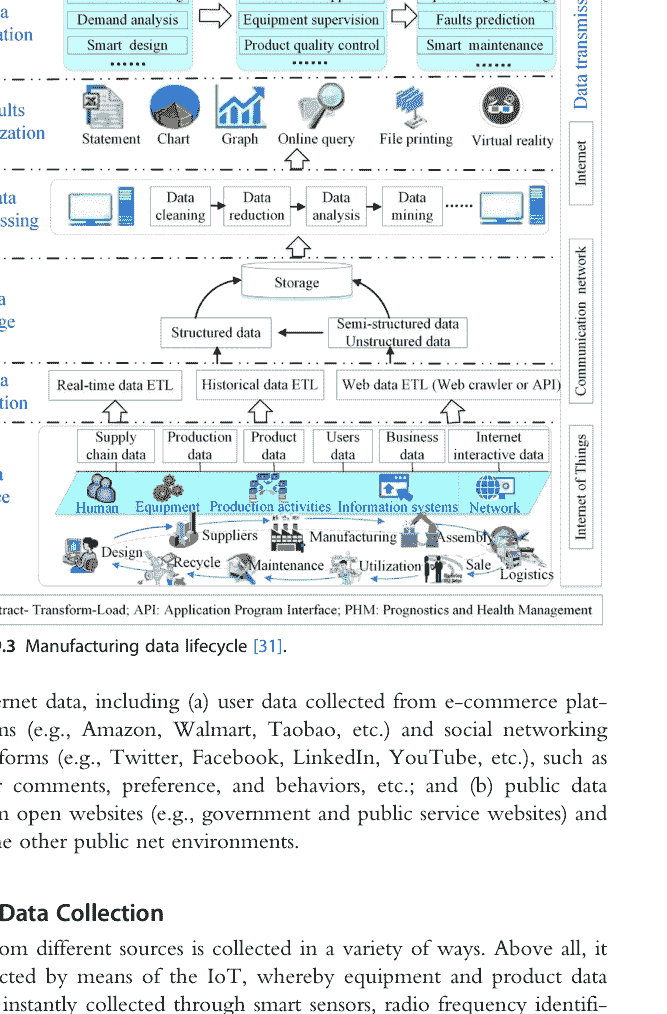 Demand analysis
Equipment supervision
Faults prediction
Smart design
Product quality control
Smart maintenance
......
......
......
Data transmiss
Statement
Chart
Graph
Online query
File printing
Virtual reality
Internet
Data cleaning
Data reduction
Data analysis
Data mining
......
Storage
Structured data
Semi-structured data
Unstructured data
Communication network
Real-time data ETL
Historical data ETL
Web data ETL (Web crawler or API)
Supply chain data
Production data
Product data
Users data
Business data
Internet interactive data
Human
Equipment
Production activities
Information systems
Network
Internet of Things
Suppliers
Manufacturing
Assembly
Design
Recycle
Maintenance
Utilization
Sale
Logistics
tract- Transform-Load; API: Application Program Interface; PHM: Prognostics and Health Management
.3 Manufacturing data lifecycle [31].
ernet data, including (a) user data collected from e-commerce plat-
ms (e.g., Amazon, Walmart, Taobao, etc.) and social networking
forms (e.g., Twitter, Facebook, LinkedIn, YouTube, etc.), such as
r comments, preference, and behaviors, etc.; and (b) public data
m open websites (e.g., government and public service websites) and
ne other public net environments.
Data Collection
om different sources is collected in a variety of ways. Above all, it
cted by means of the IoT, whereby equipment and product data
instantly collected through smart sensors, radio frequency identifi-